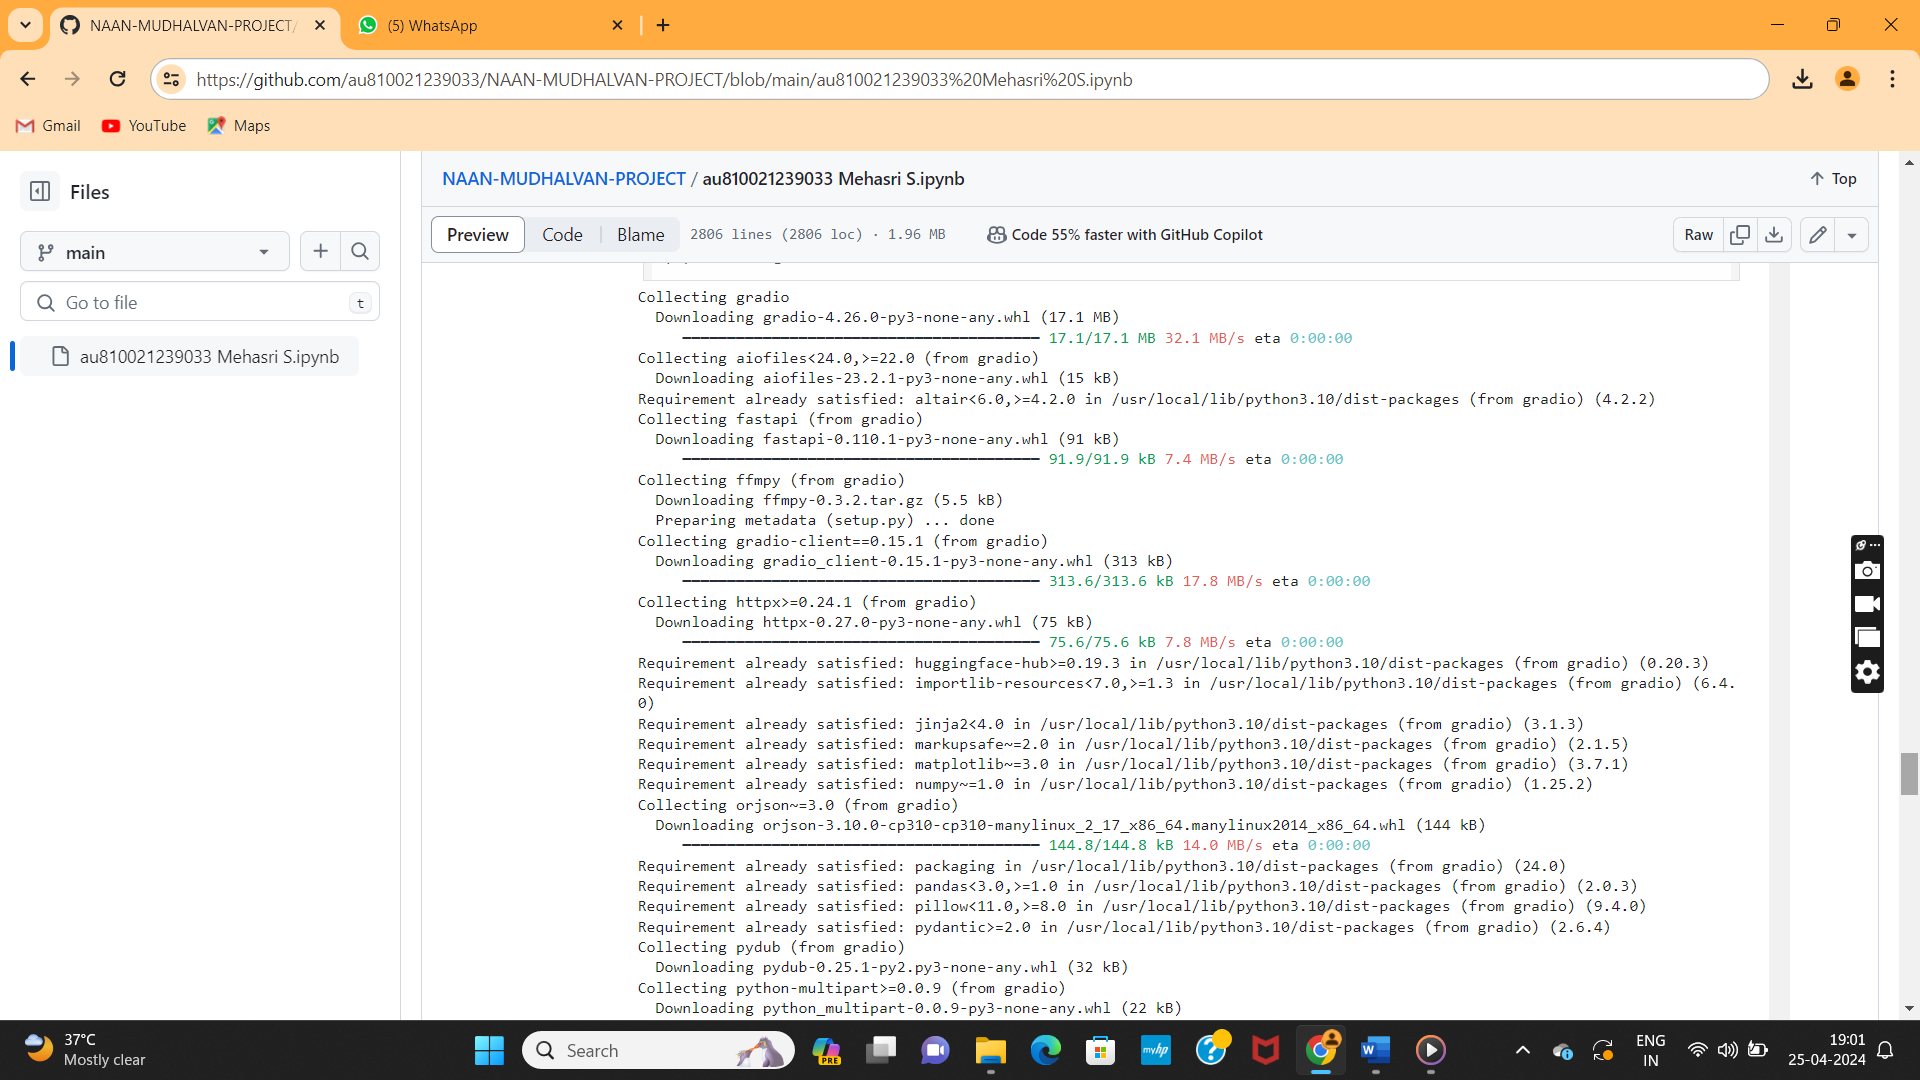 NAAN-MUDHALVAN-PROJECT/
(5) WhatsApp
https://github.com/au810021239033/NAAN-MUDHALVAN-PROJECT/blob/main/au810021239033%20Mehasri%20S.ipynb
Gmail
YouTube
Maps
Files
NAAN-MUDHALVAN-PROJECT / au810021239033 Mehasri S.ipynb
Top
main
Preview
Code
Blame
2806 lines (2806 loc) · 1.96 MB
Code 55% faster with GitHub Copilot
Raw
Go to file
t
au810021239033 Mehasri S.ipynb
Collecting gradio
Downloading gradio-4.26.0-py3-none-any.whl (17.1 MB)
17.1/17.1 MB 32.1 MB/s eta 0:00:00
Collecting aiofiles<24.0,>=22.0 (from gradio)
Downloading aiofiles-23.2.1-py3-none-any.whl (15 kB)
Requirement already satisfied: altair<6.0,>=4.2.0 in /usr/local/lib/python3.10/dist-packages (from gradio) (4.2.2)
Collecting fastapi (from gradio)
Downloading fastapi-0.110.1-py3-none-any.whl (91 kB)
91.9/91.9 kB 7.4 MB/s eta 0:00:00
Collecting ffmpy (from gradio)
Downloading ffmpy-0.3.2.tar.gz (5.5 kB)
Preparing metadata (setup.py) ... done
Collecting gradio-client==0.15.1 (from gradio)
Downloading gradio_client-0.15.1-py3-none-any.whl (313 kB)
313.6/313.6 kB 17.8 MB/s eta 0:00:00
Collecting httpx>=0.24.1 (from gradio)
Downloading httpx-0.27.0-py3-none-any.whl (75 kB)
75.6/75.6 kB 7.8 MB/s eta 0:00:00
Requirement already satisfied: huggingface-hub>=0.19.3 in /usr/local/lib/python3.10/dist-packages (from gradio) (0.20.3)
Requirement already satisfied: importlib-resources<7.0,>=1.3 in /usr/local/lib/python3.10/dist-packages (from gradio) (6.4.
0)
Requirement already satisfied: jinja2<4.0 in /usr/local/lib/python3.10/dist-packages (from gradio) (3.1.3)
Requirement already satisfied: markupsafe~=2.0 in /usr/local/lib/python3.10/dist-packages (from gradio) (2.1.5)
Requirement already satisfied: matplotlib~=3.0 in /usr/local/lib/python3.10/dist-packages (from gradio) (3.7.1)
Requirement already satisfied: numpy~=1.0 in /usr/local/lib/python3.10/dist-packages (from gradio) (1.25.2)
Collecting orjson~=3.0 (from gradio)
Downloading orjson-3.10.0-cp310-cp310-manylinux_2_17_x86_64.manylinux2014_x86_64.whl (144 kB)
144.8/144.8 kB 14.0 MB/s eta 0:00:00
Requirement already satisfied: packaging in /usr/local/lib/python3.10/dist-packages (from gradio) (24.0)
Requirement already satisfied: pandas<3.0,>=1.0 in /usr/local/lib/python3.10/dist-packages (from gradio) (2.0.3)
Requirement already satisfied: pillow<11.0,>=8.0 in /usr/local/lib/python3.10/dist-packages (from gradio) (9.4.0)
Requirement already satisfied: pydantic>=2.0 in /usr/local/lib/python3.10/dist-packages (from gradio) (2.6.4)
Collecting pydub (from gradio)
Downloading pydub-0.25.1-py2.py3-none-any.whl (32 kB)
Collecting python-multipart>=0.0.9 (from gradio)
Downloading python_multipart-0.0.9-py3-none-any.whl (22 kB)
37°C
Mostly clear
Search
PRE
myhp
ENG
IN
19:01
25-04-2024